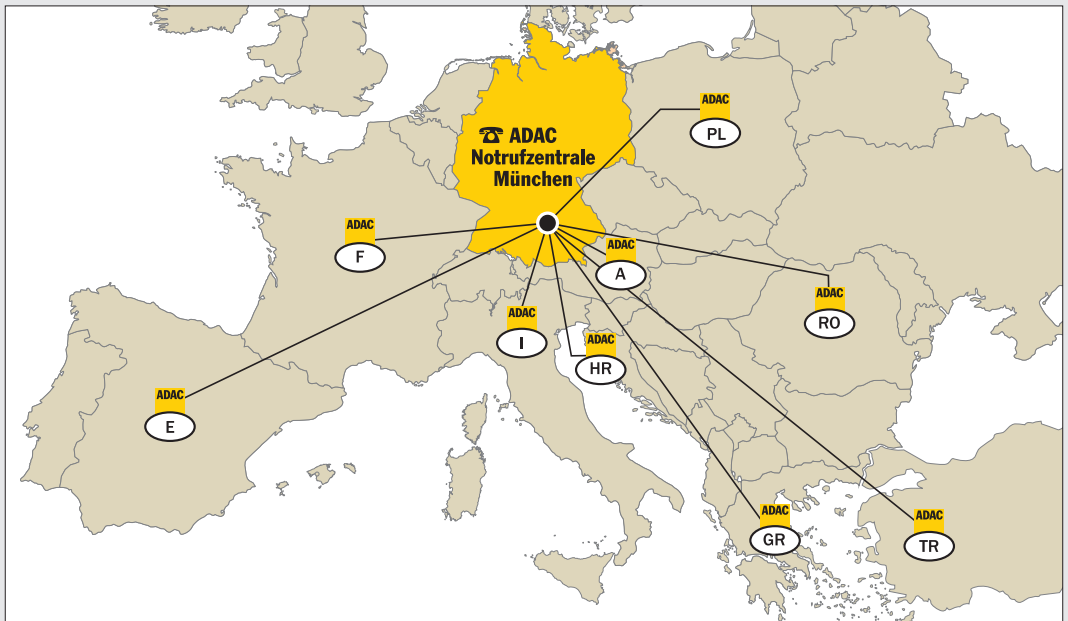 ☎ ADAC
Notrufzentrale
München
ADAC
PL
ADAC
F
ADAC
A
ADAC
RO
ADAC
I
ADAC
HR
ADAC
E
ADAC
GR
ADAC
TR